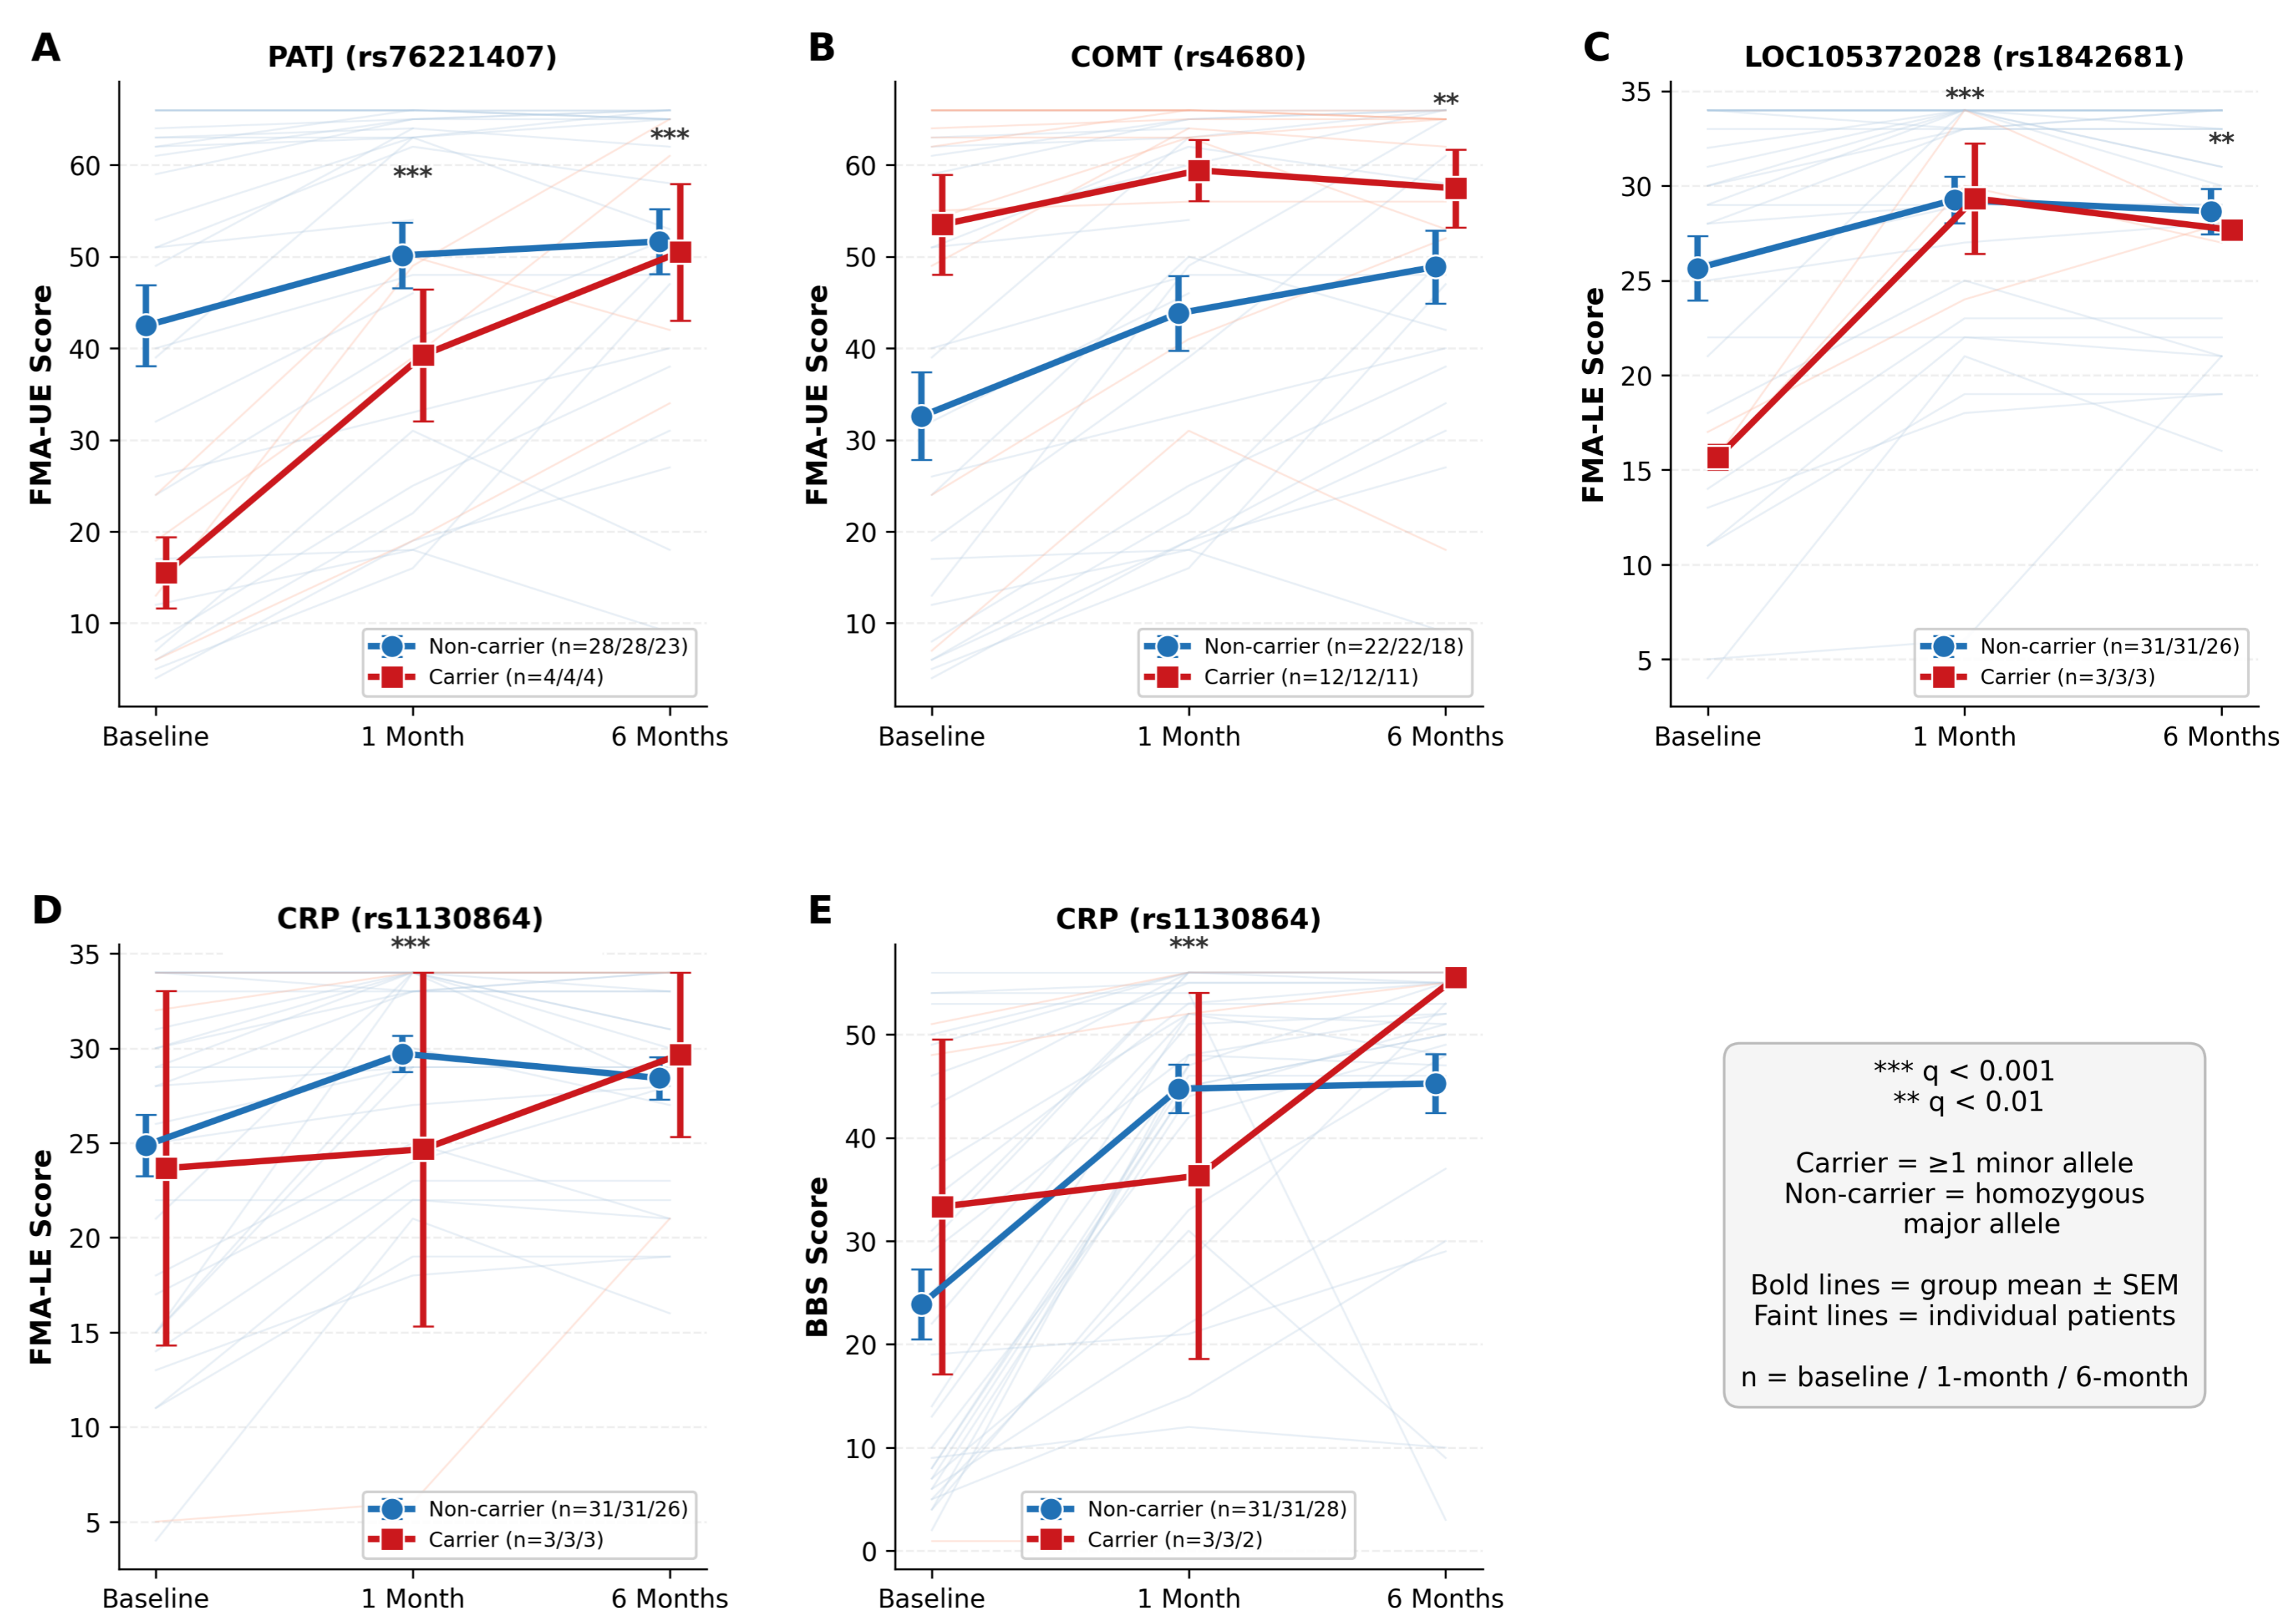 A
PATJ (rs76221407)
FMA-UE Score
60
50
40
30
20
10
***
***
Non-carrier (n=28/28/23)
Carrier (n=4/4/4)
Baseline
1 Month
6 Months
B
COMT (rs4680)
FMA-UE Score
60
50
40
30
20
10
**
Non-carrier (n=22/22/18)
Carrier (n=12/12/11)
Baseline
1 Month
6 Months
C
LOC105372028 (rs1842681)
FMA-LE Score
35
30
25
20
15
10
5
***
**
Non-carrier (n=31/31/26)
Carrier (n=3/3/3)
Baseline
1 Month
6 Months
D
CRP (rs1130864)
FMA-LE Score
35
30
25
20
15
10
5
***
Non-carrier (n=31/31/26)
Carrier (n=3/3/3)
Baseline
1 Month
6 Months
E
CRP (rs1130864)
BBS Score
50
40
30
20
10
0
***
Non-carrier (n=31/31/28)
Carrier (n=3/3/2)
Baseline
1 Month
6 Months
*** q < 0.001
** q < 0.01
Carrier = ≥1 minor allele
Non-carrier = homozygous
major allele
Bold lines = group mean ± SEM
Faint lines = individual patients
n = baseline / 1-month / 6-month